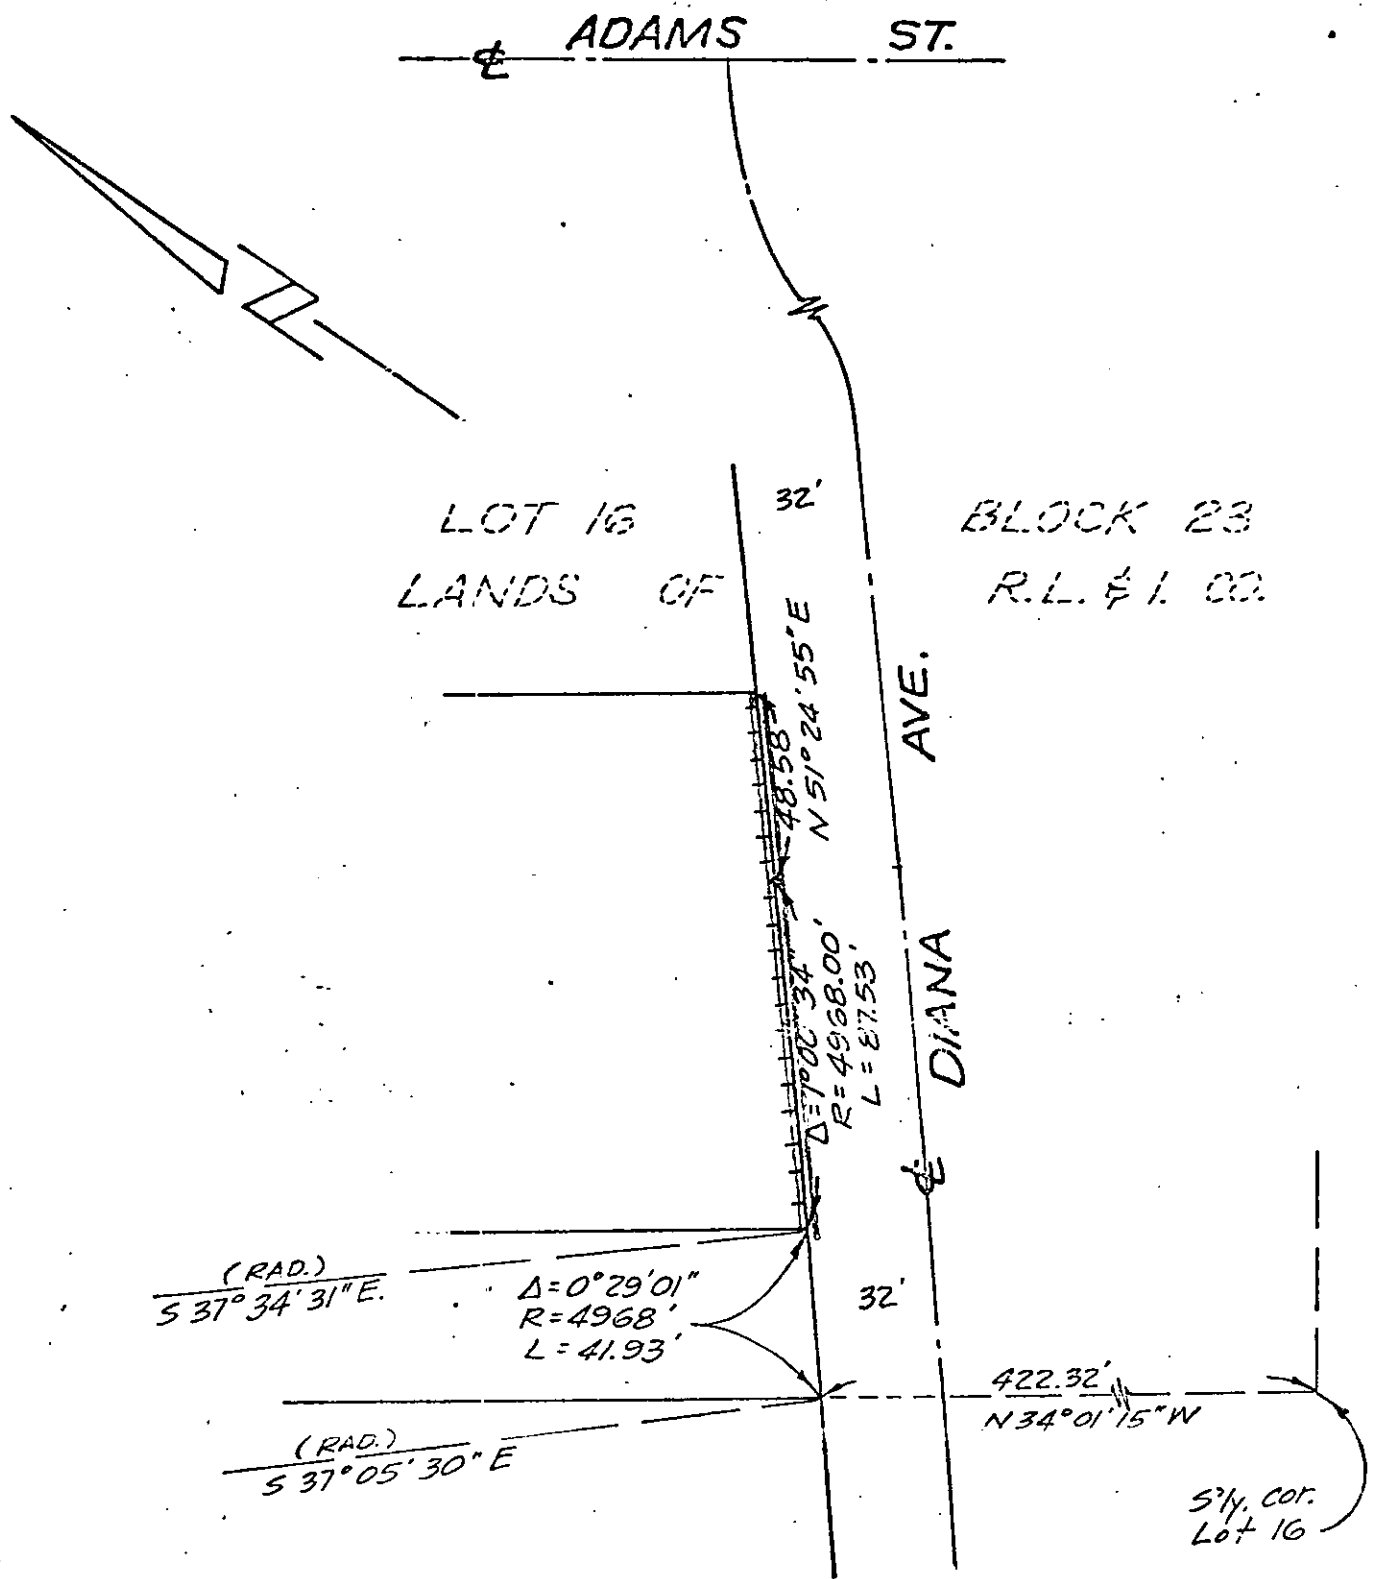 ℄ ADAMS ST.
N
32'
LOT 16 BLOCK 23
LANDS OF R.L. & I. CO.
48.58'
N 51° 24' 55" E
Δ=1°00'34"
R=4968.00'
L=87.53'
DIANA AVE.
℄
(RAD.)
S 37° 34' 31" E.
Δ=0°29'01"
R=4968'
L=41.93'
32'
422.32'
N 34° 01' 15" W
(RAD.)
S 37° 05' 30" E
S'ly. cor.
Lot 16